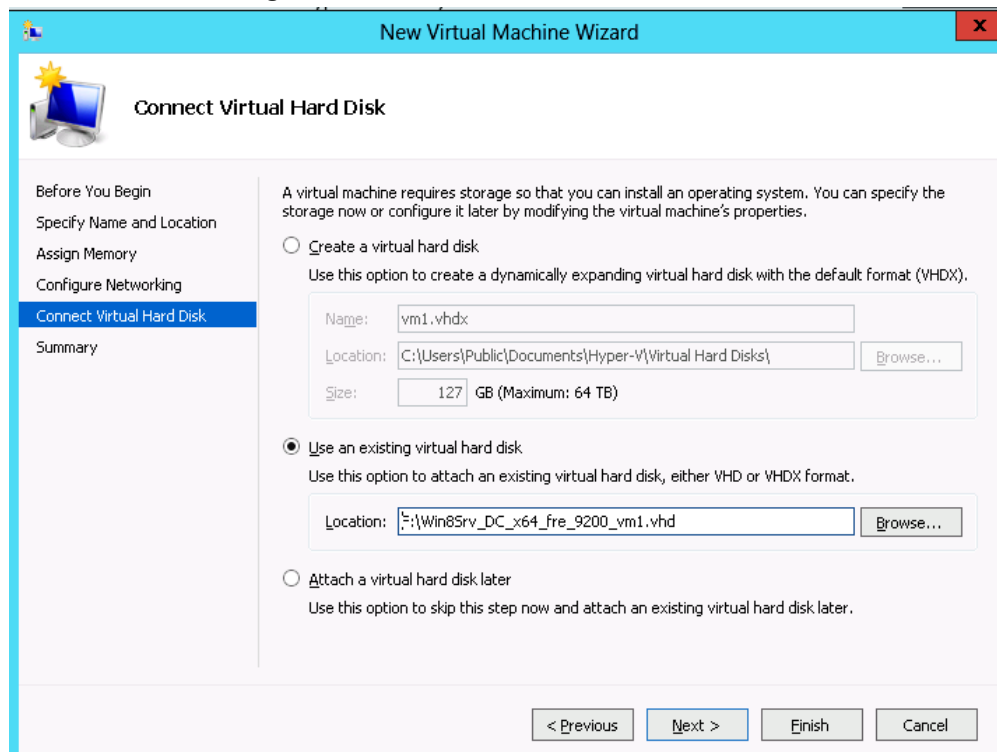 New Virtual Machine Wizard
x
Connect Virtual Hard Disk
Before You Begin
Specify Name and Location
Assign Memory
Configure Networking
Connect Virtual Hard Disk
Summary
A virtual machine requires storage so that you can install an operating system. You can specify the
storage now or configure it later by modifying the virtual machine's properties.
Create a virtual hard disk
Use this option to create a dynamically expanding virtual hard disk with the default format (VHDX).
Name: vm1.vhdx
Location: C:\Users\Public\Documents\Hyper-V\Virtual Hard Disks\ Browse...
Size: 127 GB (Maximum: 64 TB)
Use an existing virtual hard disk
Use this option to attach an existing virtual hard disk, either VHD or VHDX format.
Location: F:\Win8Srv_DC_x64_fre_9200_vm1.vhd Browse...
Attach a virtual hard disk later
Use this option to skip this step now and attach an existing virtual hard disk later.
< Previous Next > Finish Cancel